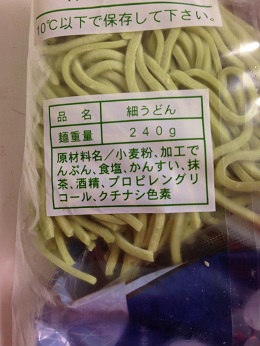 10℃以下で保存して下さい。
品名 細うどん
麺重量 240g
原材料名／小麦粉、加工で
んぷん、食塩、かんすい、抹
茶、酒精、プロピレングリ
コール、クチナシ色素